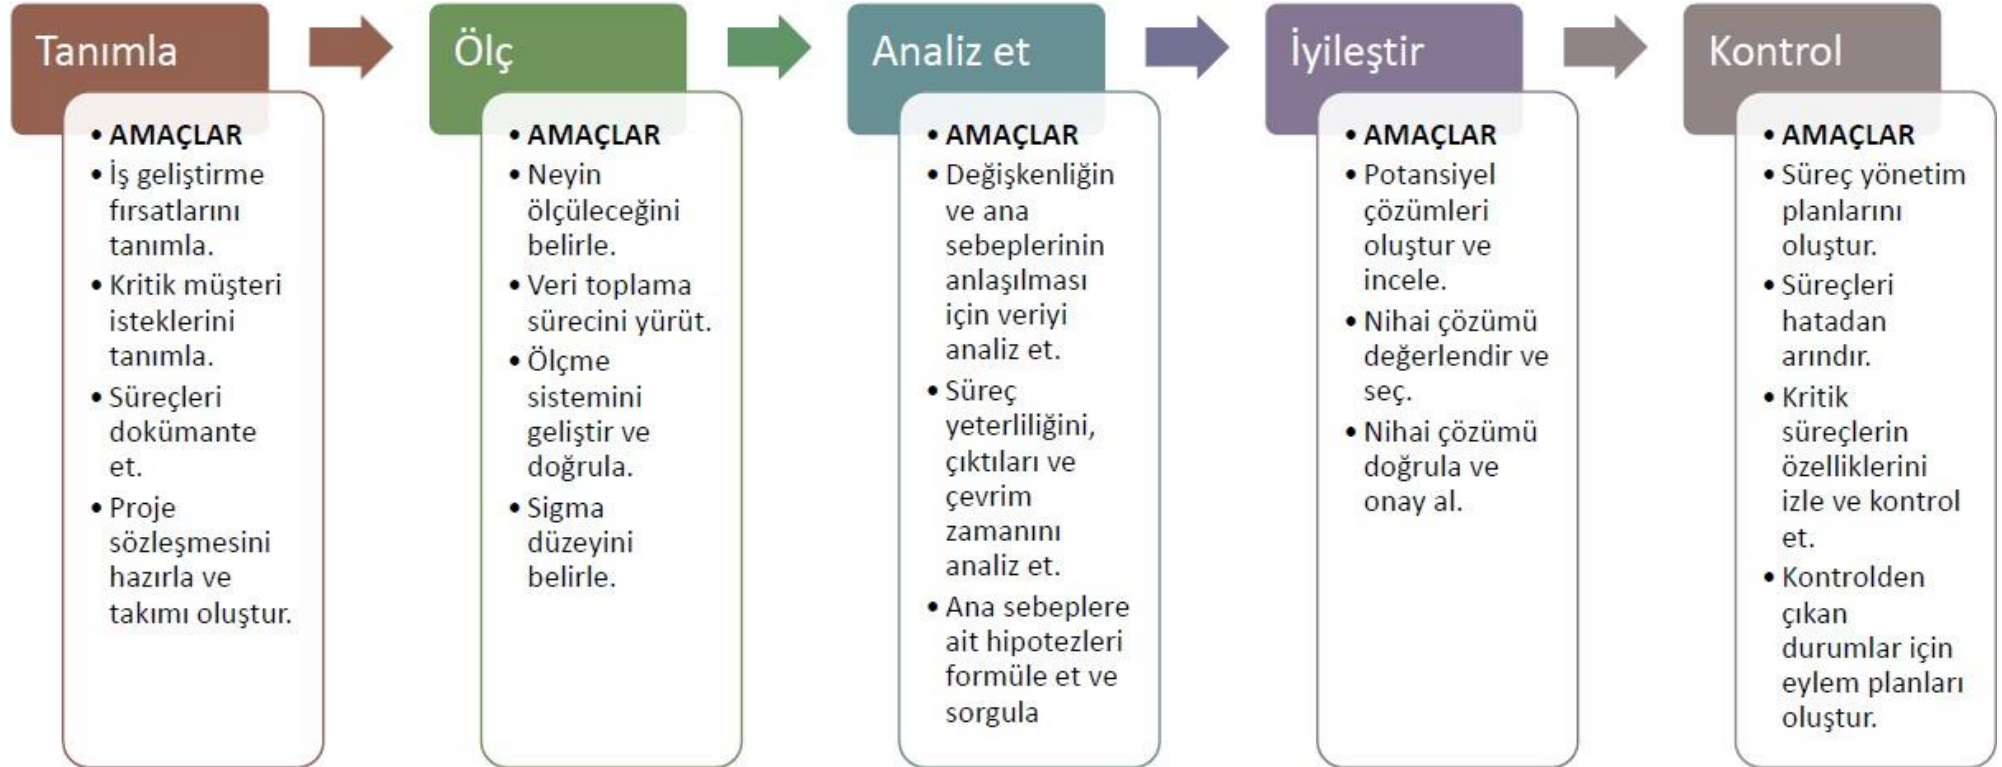 Tanımla
• AMAÇLAR
• İş geliştirme
fırsatlarını
tanımla.
• Kritik müşteri
isteklerini
tanımla.
• Süreçleri
dokümante
et.
• Proje
sözleşmesini
hazırla ve
takımı oluştur.
Ölç
• AMAÇLAR
• Neyin
ölçüleceğini
belirle.
• Veri toplama
sürecini yürüt.
• Ölçme
sistemini
geliştir ve
doğrula.
• Sigma
düzeyini
belirle.
Analiz et
• AMAÇLAR
• Değişkenliğin
ve ana
sebeplerinin
anlaşılması
için veriyi
analiz et.
• Süreç
yeterliliğini,
çıktıları ve
çevrim
zamanını
analiz et.
• Ana sebeplere
ait hipotezleri
formüle et ve
sorgula
İyileştir
• AMAÇLAR
• Potansiyel
çözümleri
oluştur ve
incele.
• Nihai çözümü
değerlendir ve
seç.
• Nihai çözümü
doğrula ve
onay al.
Kontrol
• AMAÇLAR
• Süreç yönetim
planlarını
oluştur.
• Süreçleri
hatadan
arındır.
• Kritik
süreçlerin
özelliklerini
izle ve kontrol
et.
• Kontrolden
çıkan
durumlar için
eylem planları
oluştur.